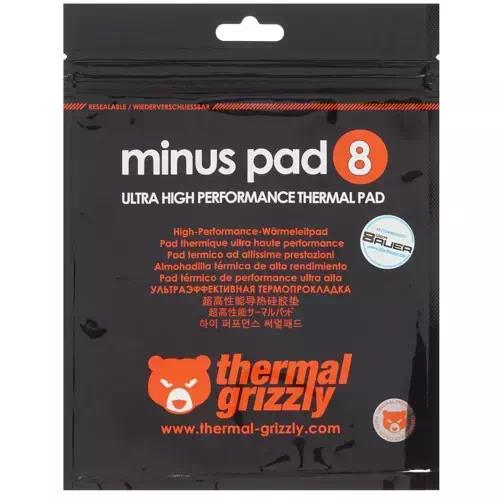 RESEALABLE / WIEDERVERSCHLIESSBAR
minus pad 8
ULTRA HIGH PERFORMANCE THERMAL PAD
High-Performance-Wärmeleitpad
Pad thermique ultra haute performance
Pad termico ad altissime prestazioni
Almohadilla térmica de alto rendimiento
Pad térmico de performance ultra alta
УЛЬТРАЭФФЕКТИВНАЯ ТЕРМОПРОКЛАДКА
超高性能导热硅胶垫
超高性能サーマルパッド
하이 퍼포먼스 써멀패드
DER
8AUER
thermal
grizzly
www.thermal-grizzly.com